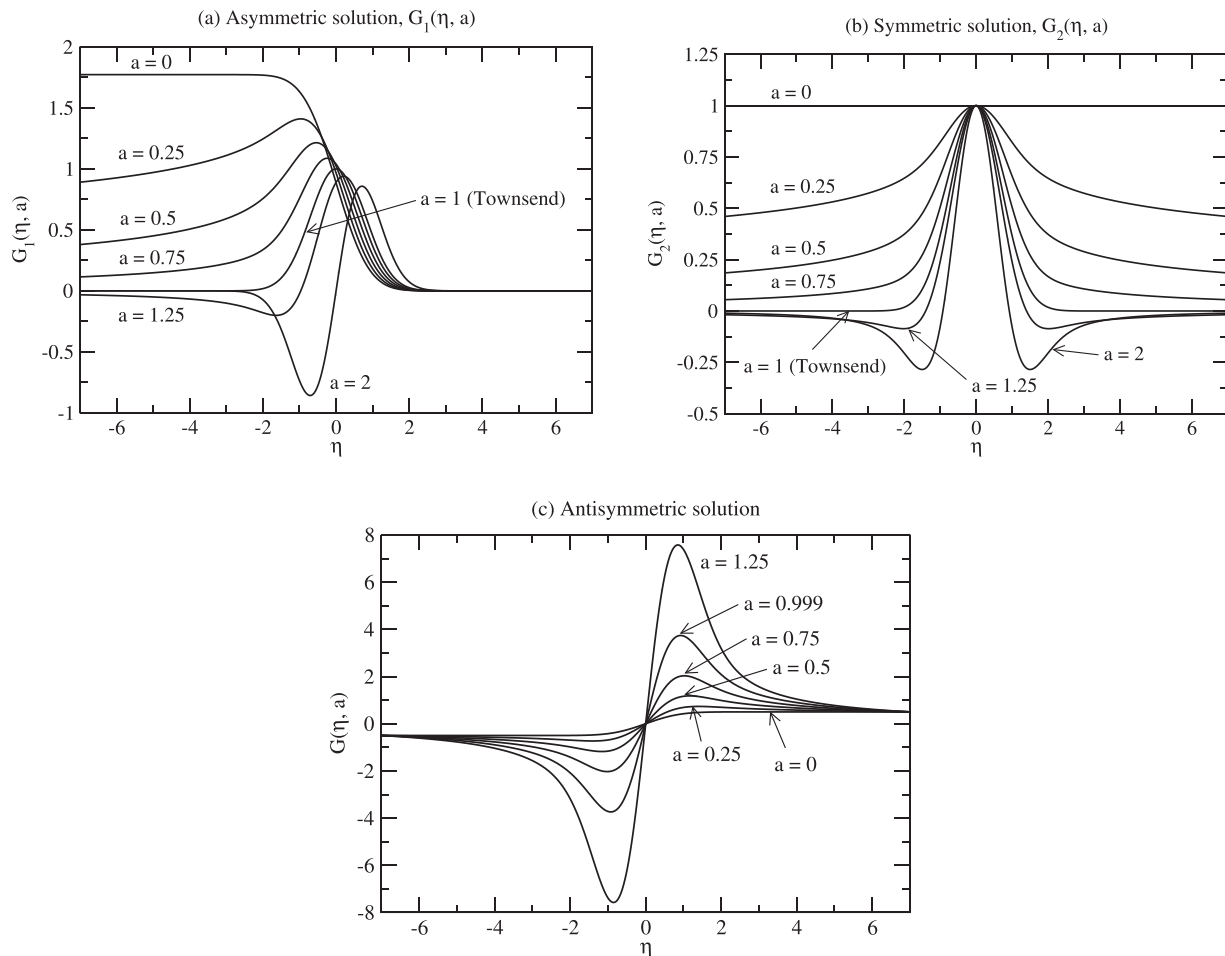 (a) Asymmetric solution, G₁(η, a)
2
1.5
1
0.5
0
-0.5
-1
G₁(η, a)
a = 0
a = 0.25
a = 0.5
a = 0.75
a = 1.25
a = 1 (Townsend)
a = 2
-6 -4 -2 0 2 4 6
η
(b) Symmetric solution, G₂(η, a)
1.25
1
0.75
0.5
0.25
0
-0.25
-0.5
G₂(η, a)
a = 0
a = 0.25
a = 0.5
a = 0.75
a = 1 (Townsend)
a = 1.25
a = 2
-6 -4 -2 0 2 4 6
η
(c) Antisymmetric solution
8
6
4
2
0
-2
-4
-6
-8
G(η, a)
a = 1.25
a = 0.999
a = 0.75
a = 0.5
a = 0.25
a = 0
-6 -4 -2 0 2 4 6
η